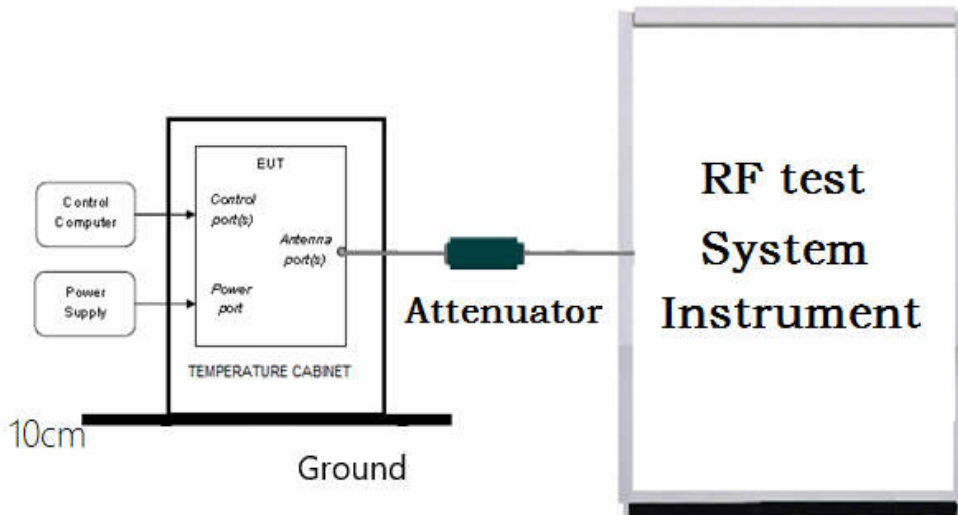 EUT
Control
Computer
Control
port(s)
Antenna
port(s)
Power
Supply
Power
port
TEMPERATURE CABINET
10cm
Ground
Attenuator
RF test
System
Instrument